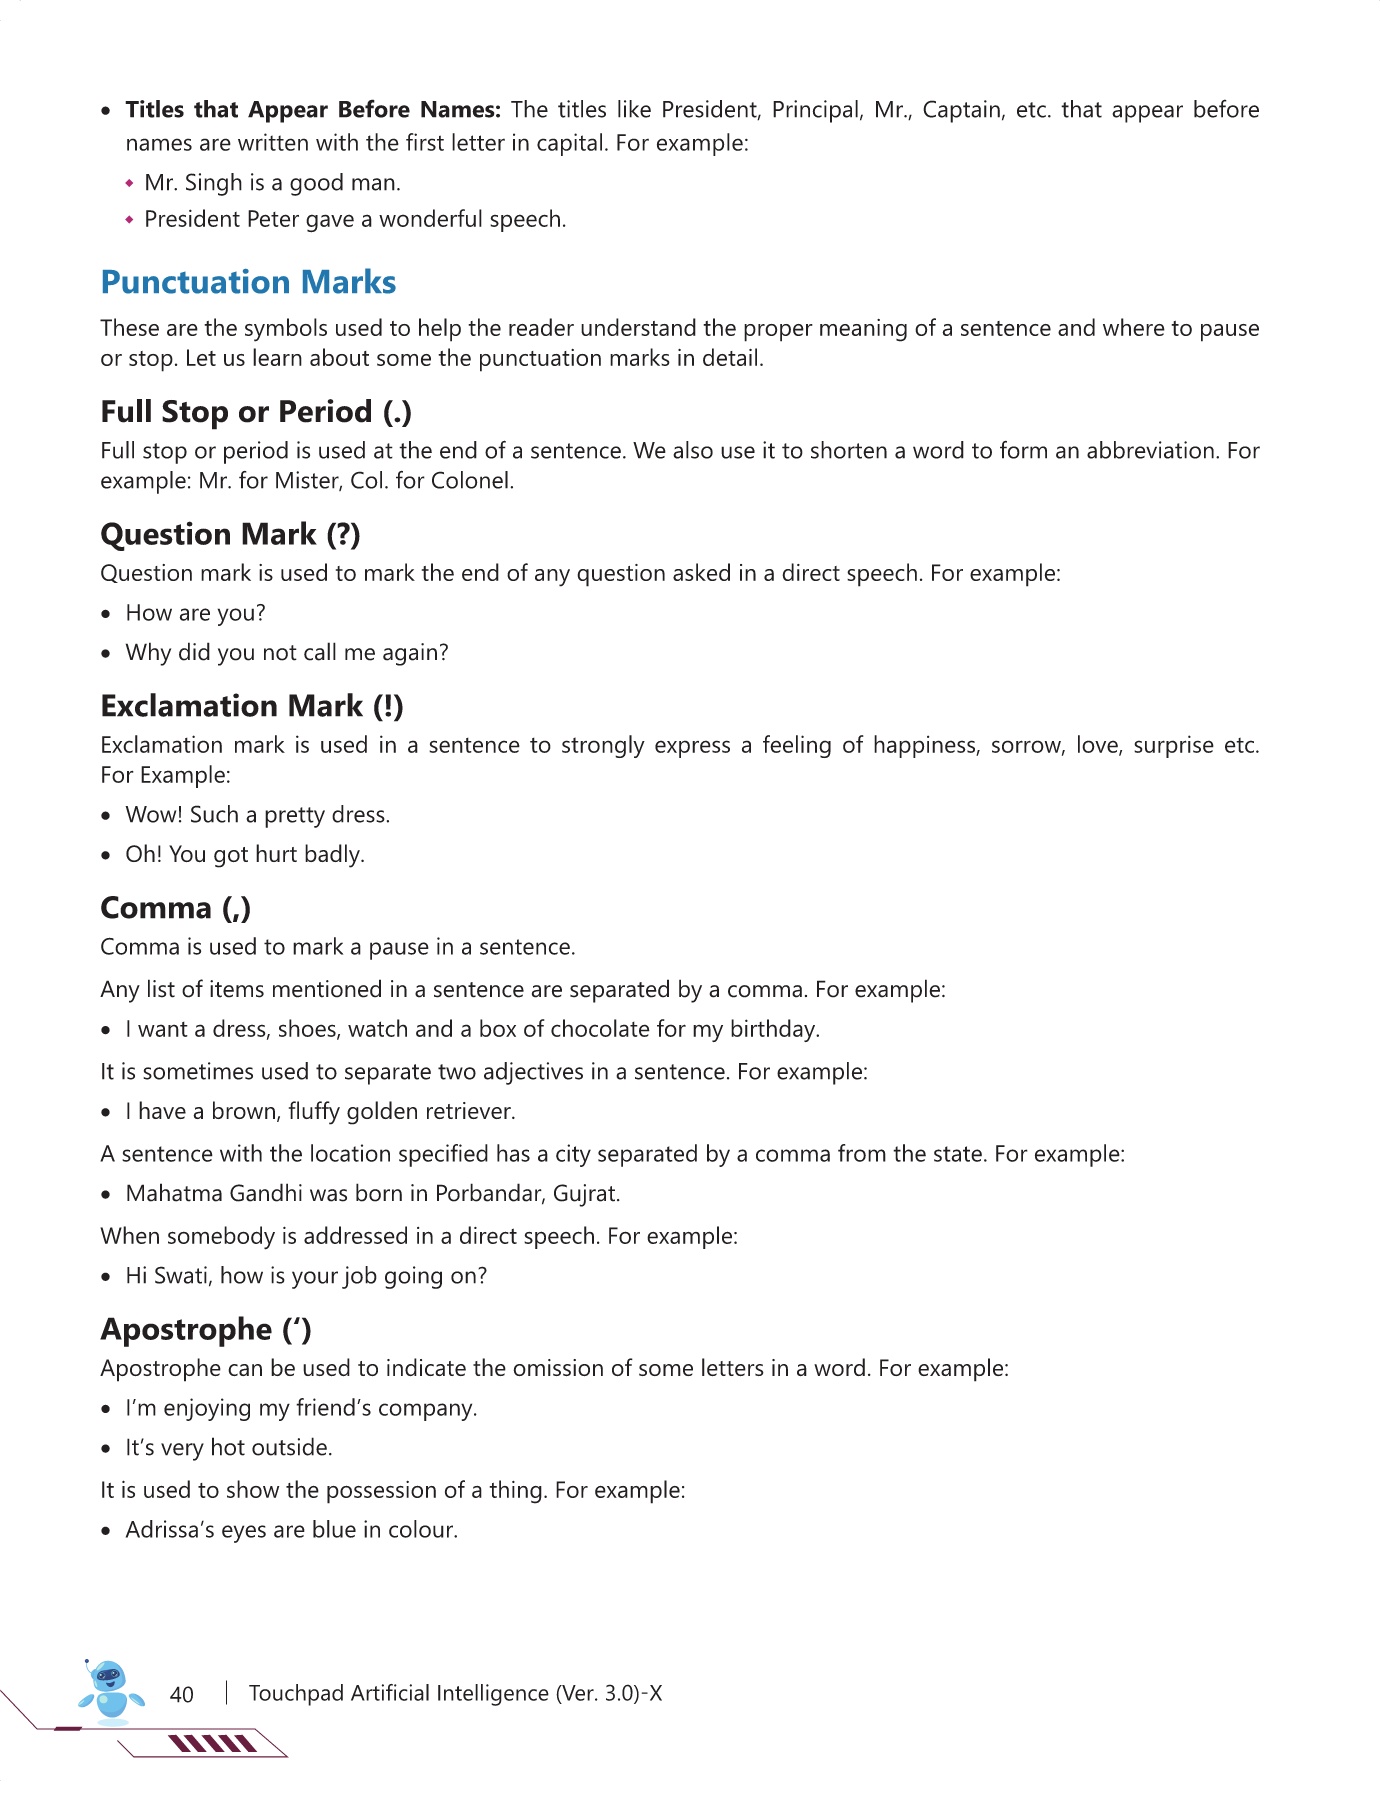 • Titles that Appear Before Names: The titles like President, Principal, Mr., Captain, etc. that appear before
names are written with the first letter in capital. For example:
◆ Mr. Singh is a good man.
◆ President Peter gave a wonderful speech.
Punctuation Marks
These are the symbols used to help the reader understand the proper meaning of a sentence and where to pause
or stop. Let us learn about some the punctuation marks in detail.
Full Stop or Period (.)
Full stop or period is used at the end of a sentence. We also use it to shorten a word to form an abbreviation. For
example: Mr. for Mister, Col. for Colonel.
Question Mark (?)
Question mark is used to mark the end of any question asked in a direct speech. For example:
• How are you?
• Why did you not call me again?
Exclamation Mark (!)
Exclamation mark is used in a sentence to strongly express a feeling of happiness, sorrow, love, surprise etc.
For Example:
• Wow! Such a pretty dress.
• Oh! You got hurt badly.
Comma (,)
Comma is used to mark a pause in a sentence.
Any list of items mentioned in a sentence are separated by a comma. For example:
• I want a dress, shoes, watch and a box of chocolate for my birthday.
It is sometimes used to separate two adjectives in a sentence. For example:
• I have a brown, fluffy golden retriever.
A sentence with the location specified has a city separated by a comma from the state. For example:
• Mahatma Gandhi was born in Porbandar, Gujrat.
When somebody is addressed in a direct speech. For example:
• Hi Swati, how is your job going on?
Apostrophe (‘)
Apostrophe can be used to indicate the omission of some letters in a word. For example:
• I’m enjoying my friend’s company.
• It’s very hot outside.
It is used to show the possession of a thing. For example:
• Adrissa’s eyes are blue in colour.
40 | Touchpad Artificial Intelligence (Ver. 3.0)-X